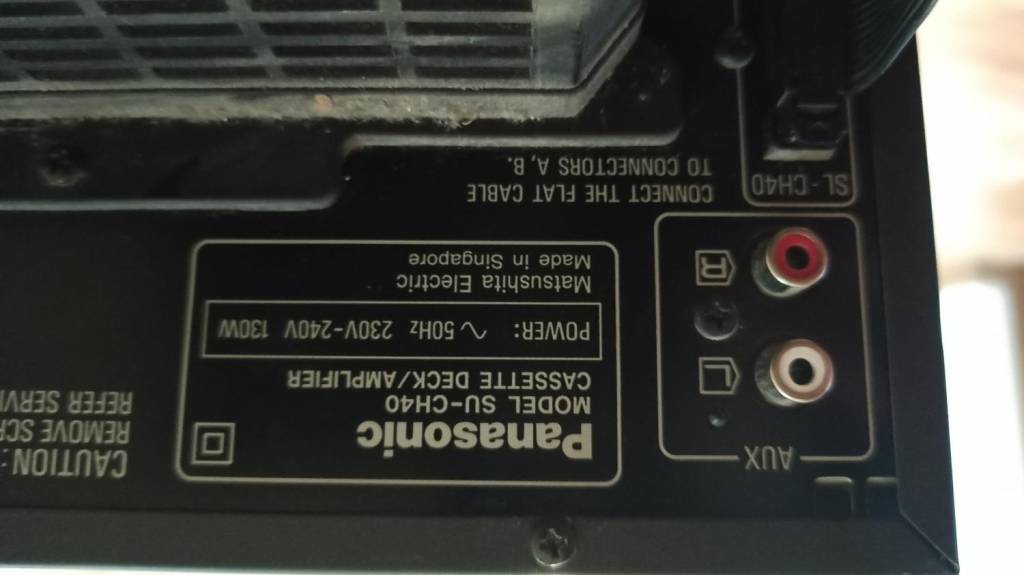 AUX
L
R
SL-CH40
Panasonic
MODEL SU-CH40
CASSETTE DECK/AMPLIFIER
POWER: ∿ 50Hz 230V-240V 130W
Matsushita Electric
Made in Singapore
CONNECT THE FLAT CABLE
TO CONNECTORS A, B.
CAUTION:
REMOVE SCR
REFER SERVI